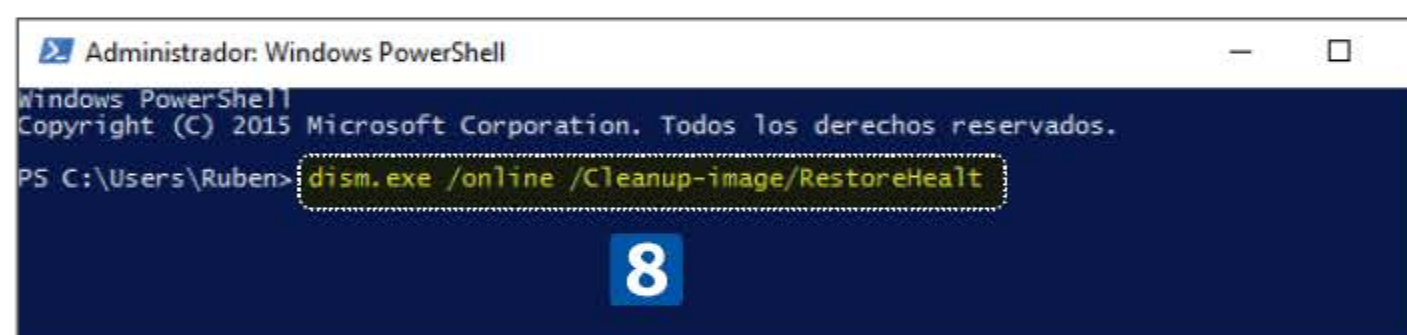 Administrador: Windows PowerShell
Windows PowerShell
Copyright (C) 2015 Microsoft Corporation. Todos los derechos reservados.
PS C:\Users\Ruben> dism.exe /online /Cleanup-image/RestoreHealt
8